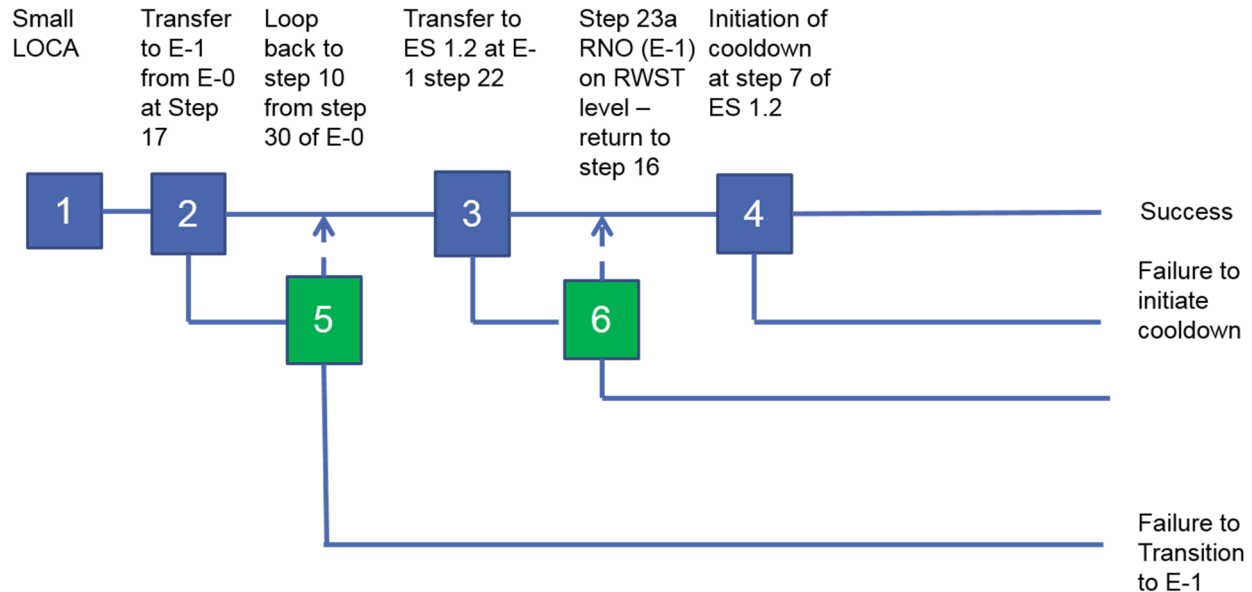 Small
LOCA
Transfer
to E-1
from E-0
at Step
17
Loop
back to
step 10
from step
30 of E-0
Transfer to
ES 1.2 at E-
1 step 22
Step 23a
RNO (E-1)
on RWST
level –
return to
step 16
Initiation of
cooldown
at step 7 of
ES 1.2
1
2
3
4
Success
5
6
Failure to
initiate
cooldown
Failure to
Transition
to E-1